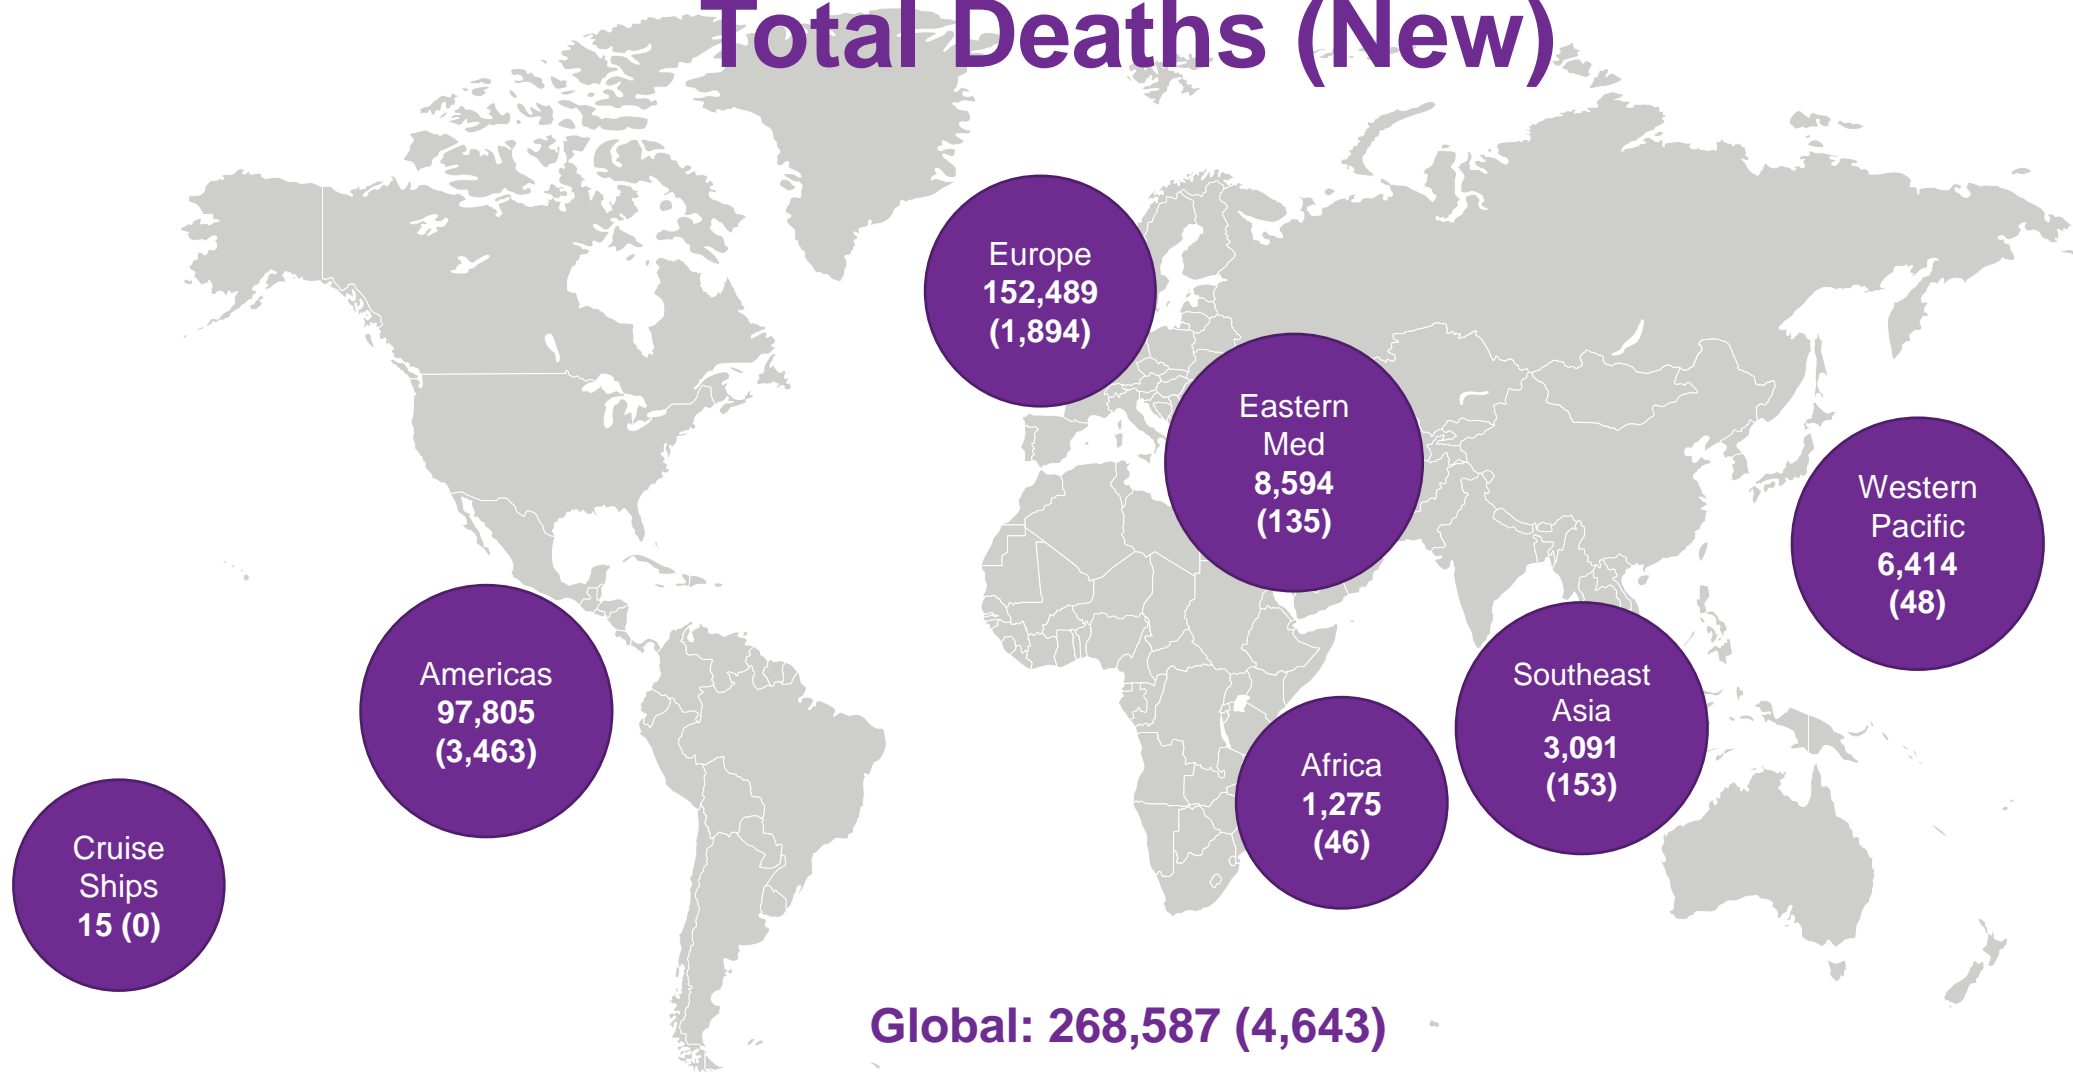 Total Deaths (New)
Europe
152,489
(1,894)
Eastern
Med
8,594
(135)
Western
Pacific
6,414
(48)
Americas
97,805
(3,463)
Southeast
Asia
3,091
(153)
Africa
1,275
(46)
Cruise
Ships
15 (0)
Global: 268,587 (4,643)